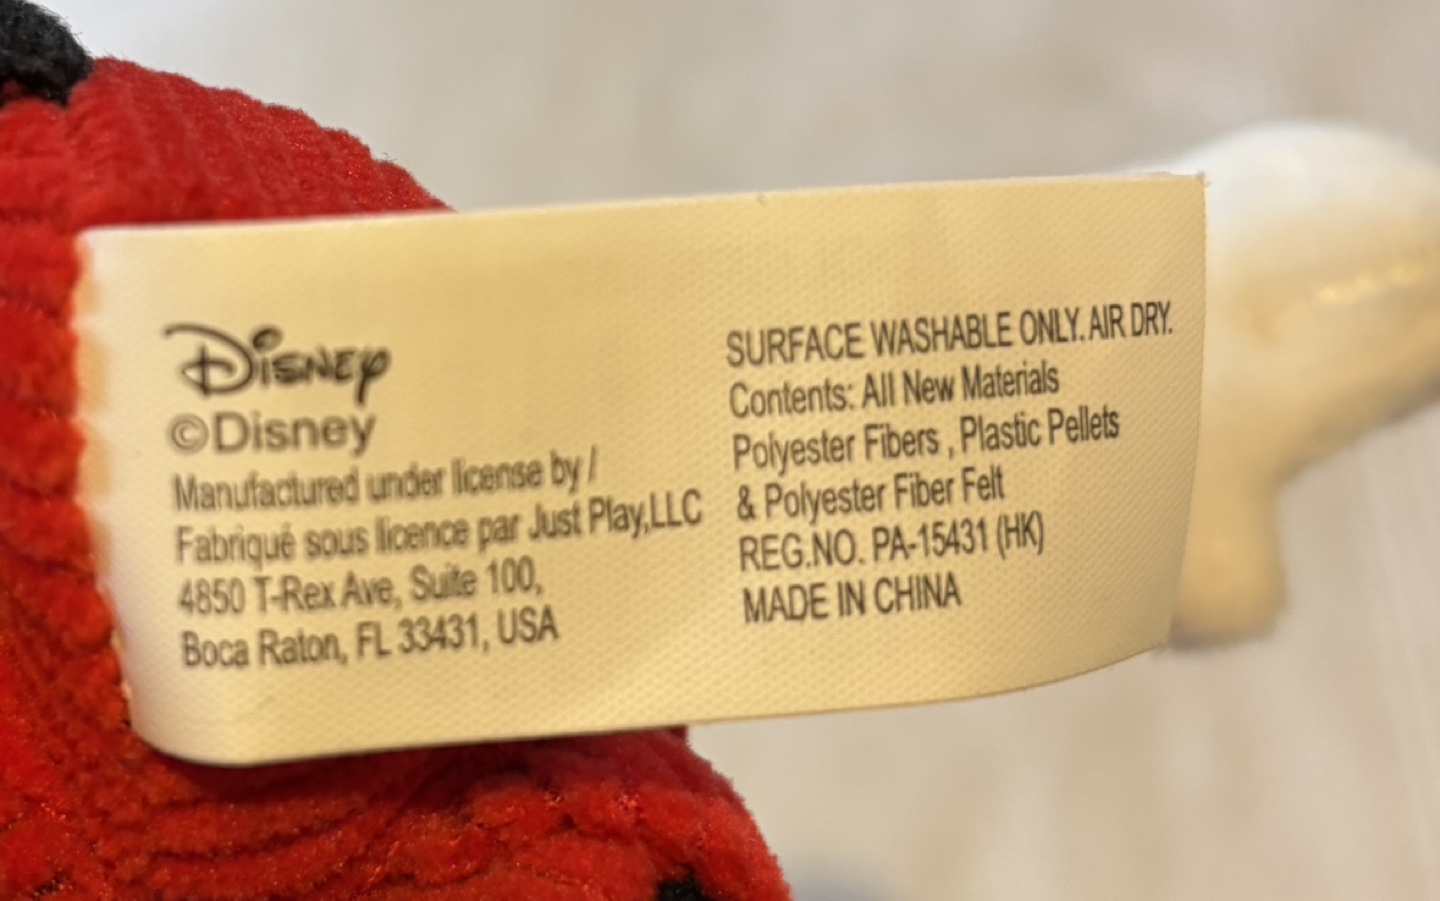 Disney
©Disney
Manufactured under license by /
Fabriqué sous licence par Just Play,LLC
4850 T-Rex Ave, Suite 100,
Boca Raton, FL 33431, USA
SURFACE WASHABLE ONLY. AIR DRY.
Contents: All New Materials
Polyester Fibers , Plastic Pellets
& Polyester Fiber Felt
REG.NO. PA-15431 (HK)
MADE IN CHINA